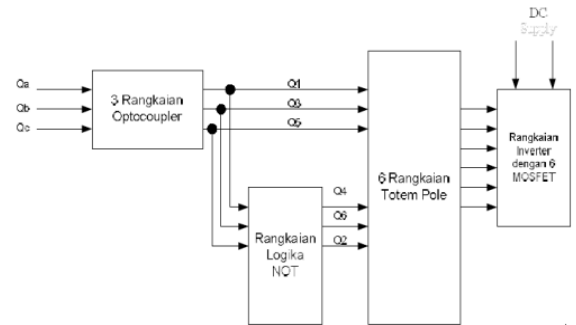 DC
Supply
Qa
Qb
Qc
3 Rangkaian
Optocoupler
Q1
Q3
Q5
6 Rangkaian
Totem Pole
Rangkaian
Inverter
dengan 6
MOSFET
Rangkaian
Logika
NOT
Q4
Q6
Q2